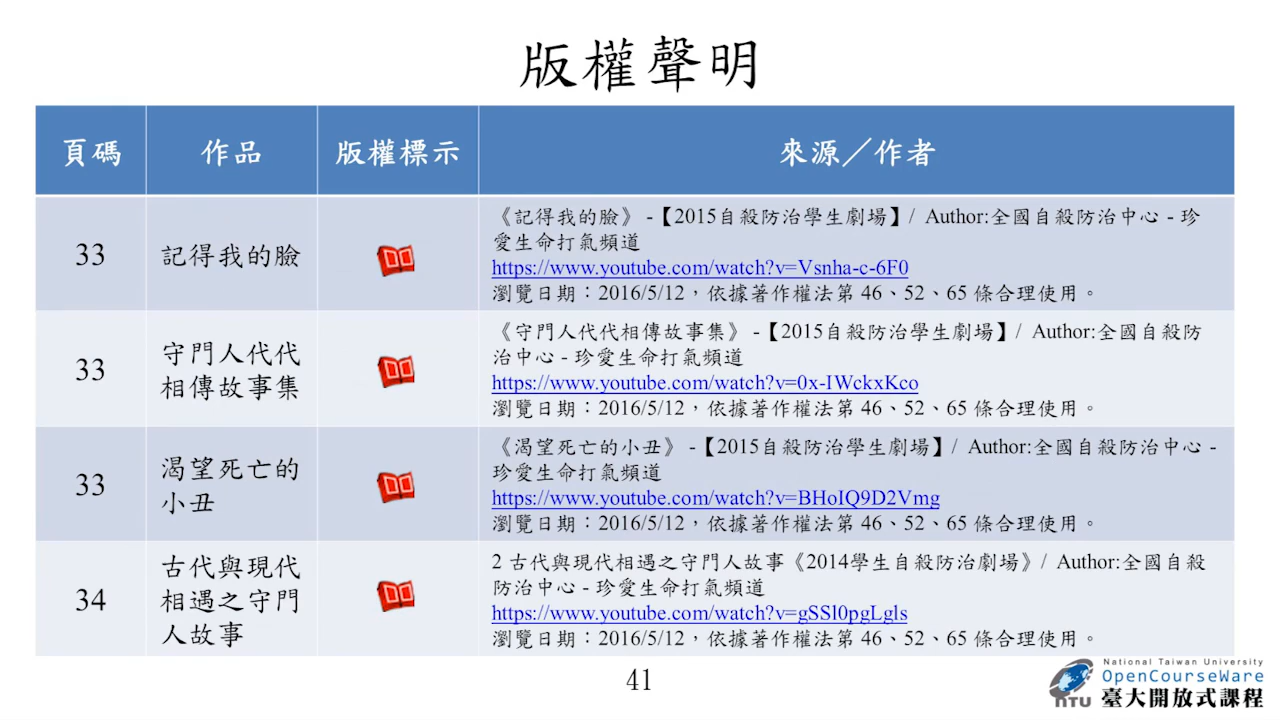 版權聲明
頁碼
作品
版權標示
來源／作者
33
記得我的臉
《記得我的臉》 -【2015自殺防治學生劇場】/ Author:全國自殺防治中心 - 珍
愛生命打氣頻道
https://www.youtube.com/watch?v=Vsnha-c-6F0
瀏覽日期：2016/5/12，依據著作權法第 46、52、65 條合理使用。
33
守門人代代
相傳故事集
《守門人代代相傳故事集》 -【2015自殺防治學生劇場】/ Author:全國自殺防
治中心 - 珍愛生命打氣頻道
https://www.youtube.com/watch?v=0x-IWckxKco
瀏覽日期：2016/5/12，依據著作權法第 46、52、65 條合理使用。
33
渴望死亡的
小丑
《渴望死亡的小丑》 -【2015自殺防治學生劇場】/ Author:全國自殺防治中心 -
珍愛生命打氣頻道
https://www.youtube.com/watch?v=BHoIQ9D2Vmg
瀏覽日期：2016/5/12，依據著作權法第 46、52、65 條合理使用。
34
古代與現代
相遇之守門
人故事
2 古代與現代相遇之守門人故事《2014學生自殺防治劇場》/ Author:全國自殺
防治中心 - 珍愛生命打氣頻道
https://www.youtube.com/watch?v=gSSl0pgLgls
瀏覽日期：2016/5/12，依據著作權法第 46、52、65 條合理使用。
41
National Taiwan University
OpenCourseWare
NTU 臺大開放式課程